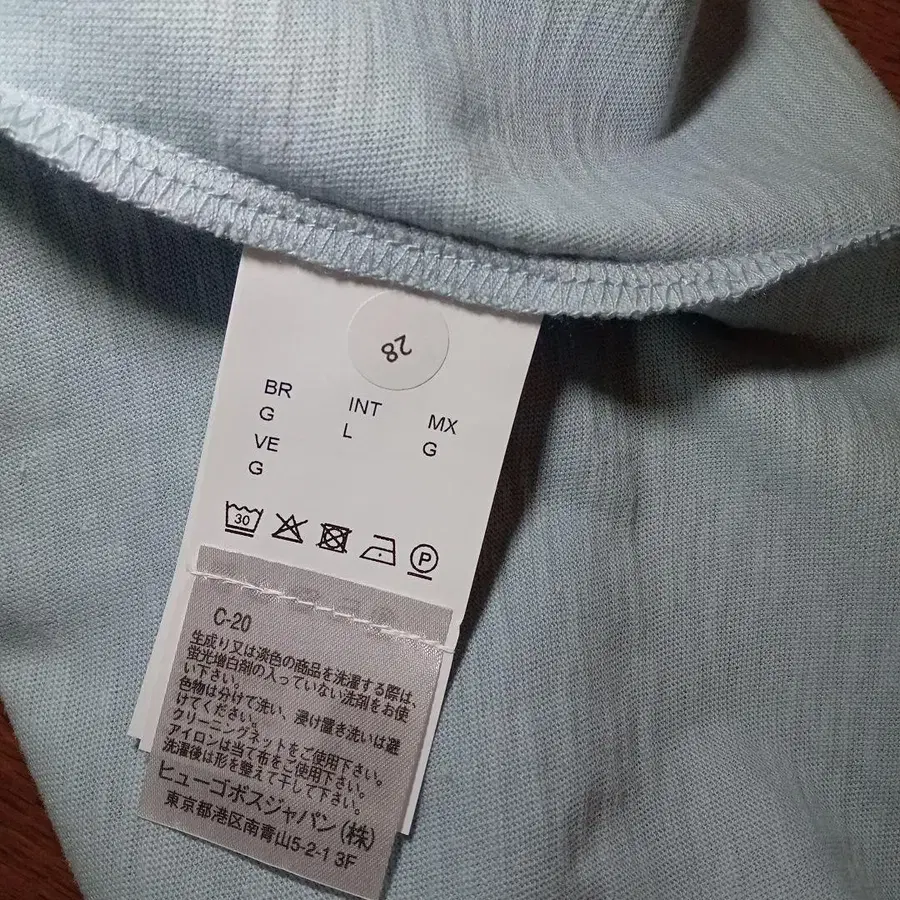 28
BR
G
INT
L
MX
G
VE
G
30
P
C-20
生成り又は淡色の商品を洗濯する際は、
蛍光増白剤の入っていない洗剤をお使
い下さい。
色物は分けて洗い、浸け置き洗いは避
けてください。
クリーニングネットをご使用下さい。
アイロンは当て布をご使用下さい。
洗濯後は形を整えて干して下さい。
ヒューゴボスジャパン(株)
東京都港区南青山5-2-1 3F